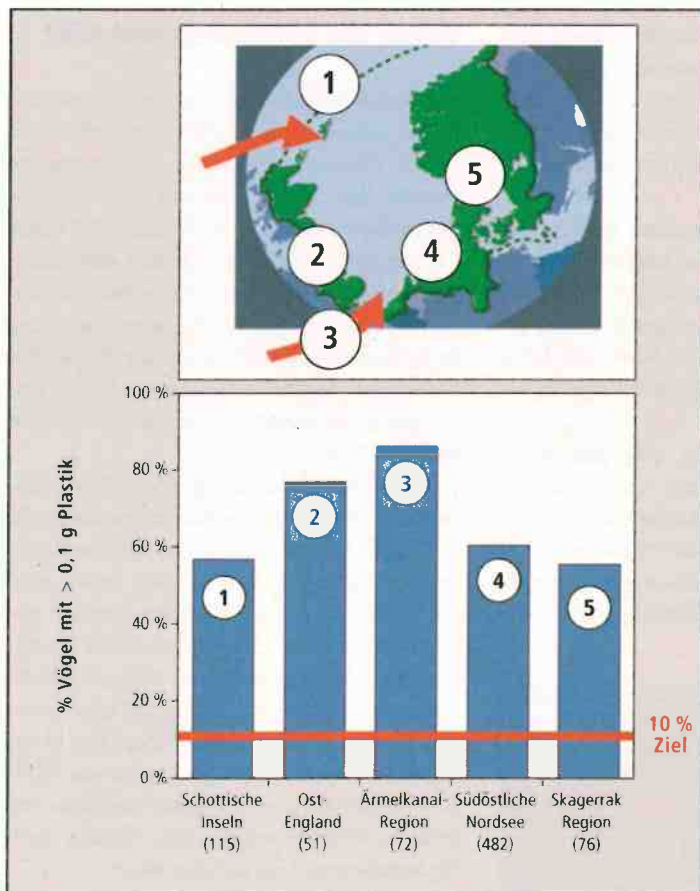 1
5
2
4
3
100 %
80 %
60 %
40 %
20 %
0 %
% Vögel mit > 0,1 g Plastik
1
2
3
4
5
10 %
Ziel
Schottische
Inseln
(115)
Ost-
England
(51)
Ärmelkanal-
Region
(72)
Südöstliche
Nordsee
(482)
Skagerrak
Region
(76)